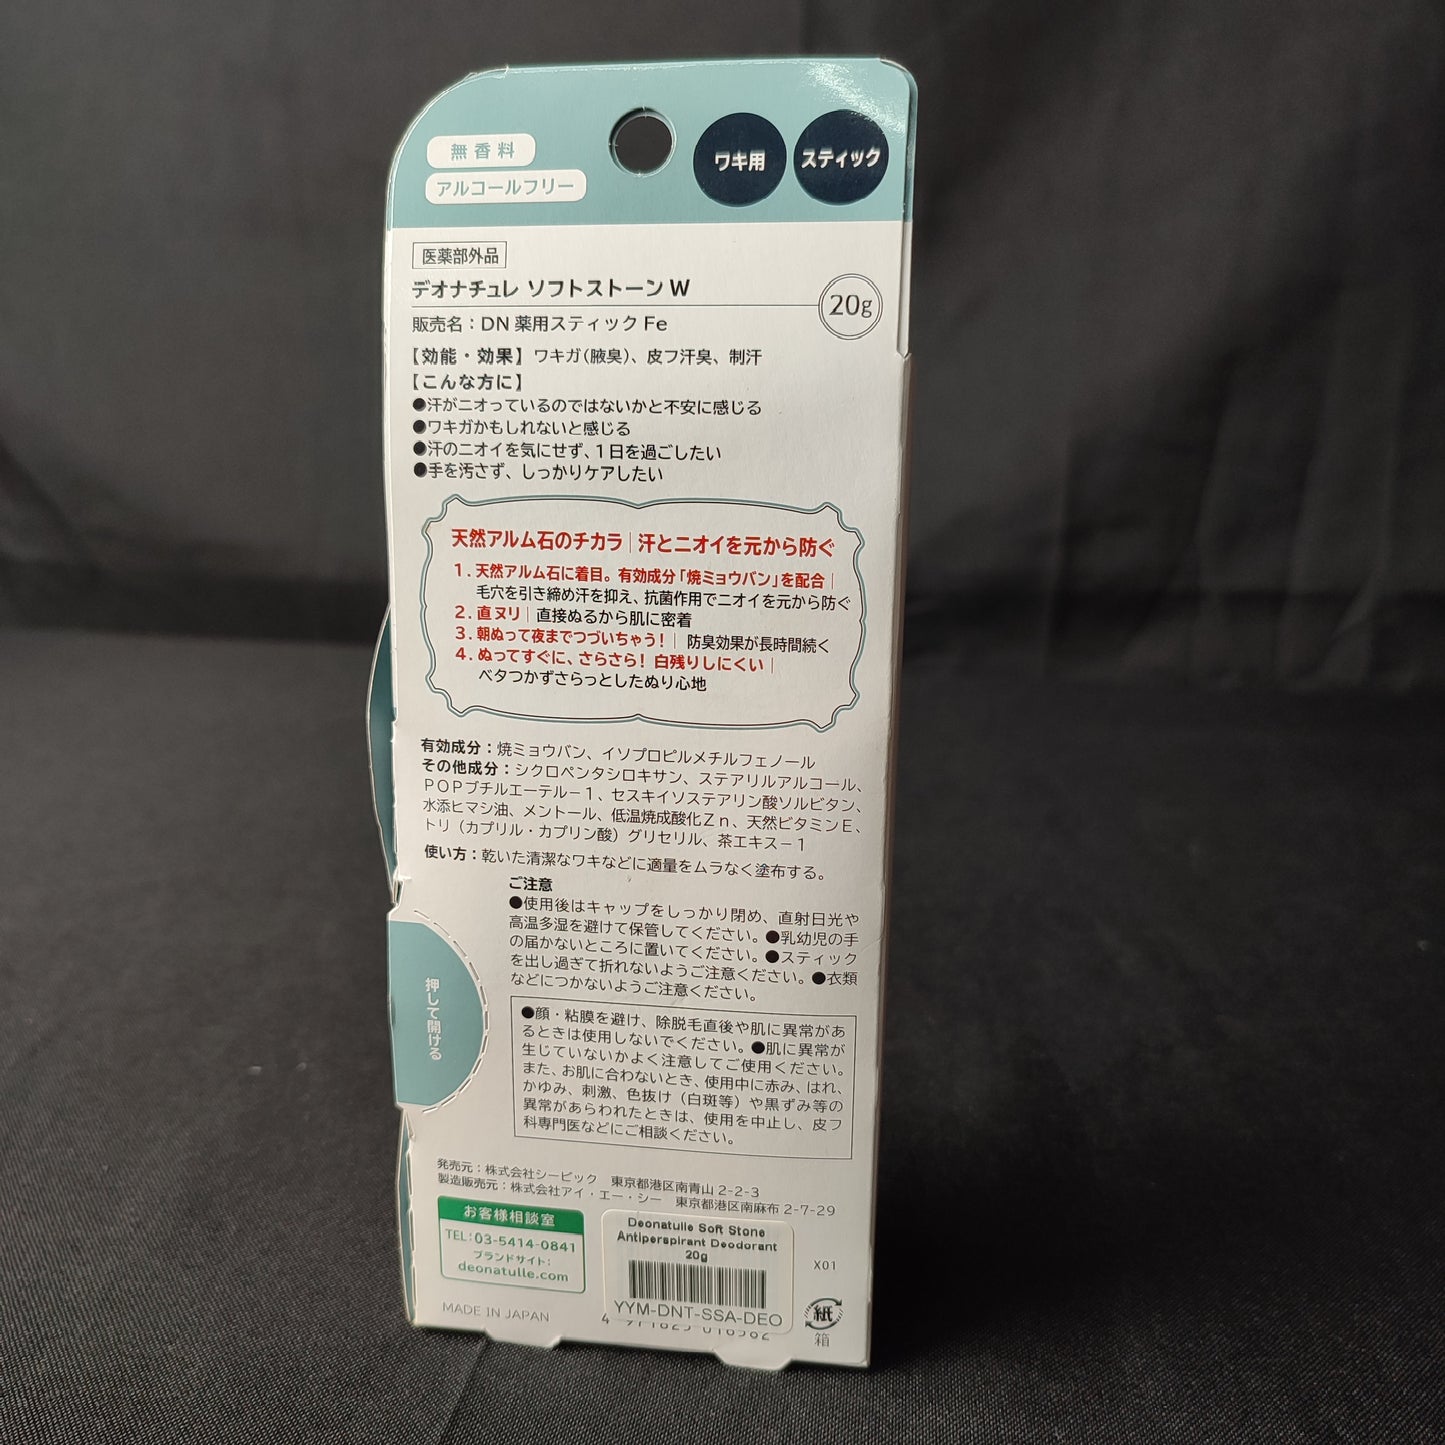 無香料
アルコールフリー
ワキ用
スティック
医薬部外品
デオナチュレ ソフトストーンW
20g
販売名：DN 薬用スティック Fe
【効能・効果】ワキガ（腋臭）、皮フ汗臭、制汗
【こんな方に】
●汗がニオっているのではないかと不安に感じる
●ワキガかもしれないと感じる
●汗のニオイを気にせず、1日を過ごしたい
●手を汚さず、しっかりケアしたい
天然アルム石のチカラ｜汗とニオイを元から防ぐ
1. 天然アルム石に着目。有効成分「焼ミョウバン」を配合｜
毛穴を引き締め汗を抑え、抗菌作用でニオイを元から防ぐ
2. 直ヌリ｜直接ぬるから肌に密着
3. 朝ぬって夜までつづいちゃう！｜防臭効果が長時間続く
4. ぬってすぐに、さらさら！白残りしにくい｜
ベタつかずさらっとしたぬり心地
有効成分：焼ミョウバン、イソプロピルメチルフェノール
その他成分：シクロペンタシロキサン、ステアリルアルコール、
POPブチルエーテル－1、セスキイソステアリン酸ソルビタン、
水添ヒマシ油、メントール、低温焼成酸化Zn、天然ビタミンE、
トリ（カプリル・カプリン酸）グリセリル、茶エキス－1
使い方：乾いた清潔なワキなどに適量をムラなく塗布する。
ご注意
●使用後はキャップをしっかり閉め、直射日光や
高温多湿を避けて保管してください。●乳幼児の手
の届かないところに置いてください。●スティック
を出し過ぎて折れないようご注意ください。●衣類
などにつかないようご注意ください。
押して開ける
●顔・粘膜を避け、除脱毛直後や肌に異常があ
るときは使用しないでください。●肌に異常が
生じていないかよく注意してご使用ください。
また、お肌に合わないとき、使用中に赤み、はれ、
かゆみ、刺激、色抜け（白斑等）や黒ずみ等の
異常があらわれたときは、使用を中止し、皮フ
科専門医などにご相談ください。
発売元：株式会社シービック 東京都港区南青山 2-2-3
製造販売元：株式会社アイ・エー・シー 東京都港区南麻布 2-7-29
お客様相談室
TEL：03-5414-0841
ブランドサイト：
deonatulle.com
MADE IN JAPAN
Deonatulle Soft Stone
Antiperspirant Deodorant
20g
YYM-DNT-SSA-DEO
X01
紙
箱